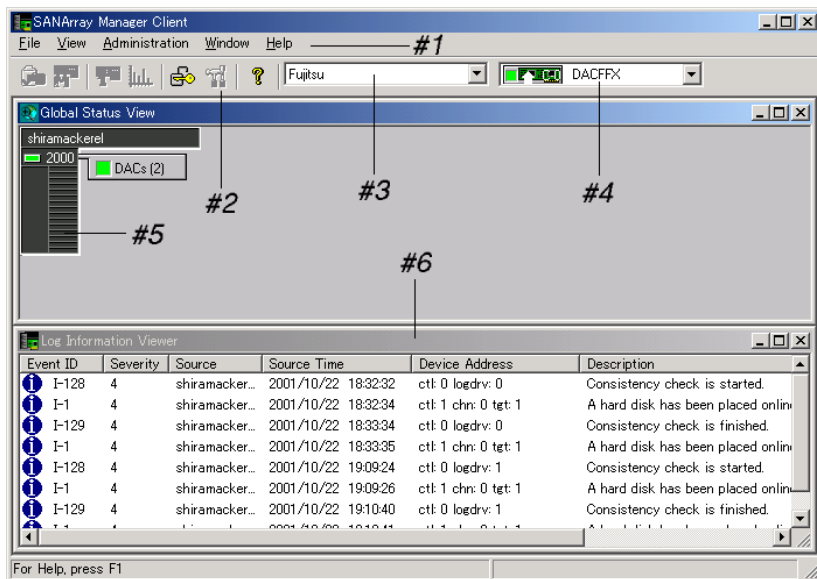 SANArray Manager Client
File View Administration Window Help #1
Fujitsu DACFFX
Global Status View
shiramackerel
2000 DACs (2)
#2 #3 #4
#5
#6
Log Information Viewer
Event ID Severity Source Source Time Device Address Description
I-128 4 shiramacker... 2001/10/22 18:32:32 ctl: 0 logdrv: 0 Consistency check is started.
I-1 4 shiramacker... 2001/10/22 18:32:34 ctl: 1 chn: 0 tgt: 1 A hard disk has been placed onlin
I-129 4 shiramacker... 2001/10/22 18:33:34 ctl: 0 logdrv: 0 Consistency check is finished.
I-1 4 shiramacker... 2001/10/22 18:33:35 ctl: 1 chn: 0 tgt: 1 A hard disk has been placed onlin
I-128 4 shiramacker... 2001/10/22 19:09:24 ctl: 0 logdrv: 1 Consistency check is started.
I-1 4 shiramacker... 2001/10/22 19:09:26 ctl: 1 chn: 0 tgt: 1 A hard disk has been placed onlin
I-129 4 shiramacker... 2001/10/22 19:10:40 ctl: 0 logdrv: 1 Consistency check is finished.
For Help, press F1